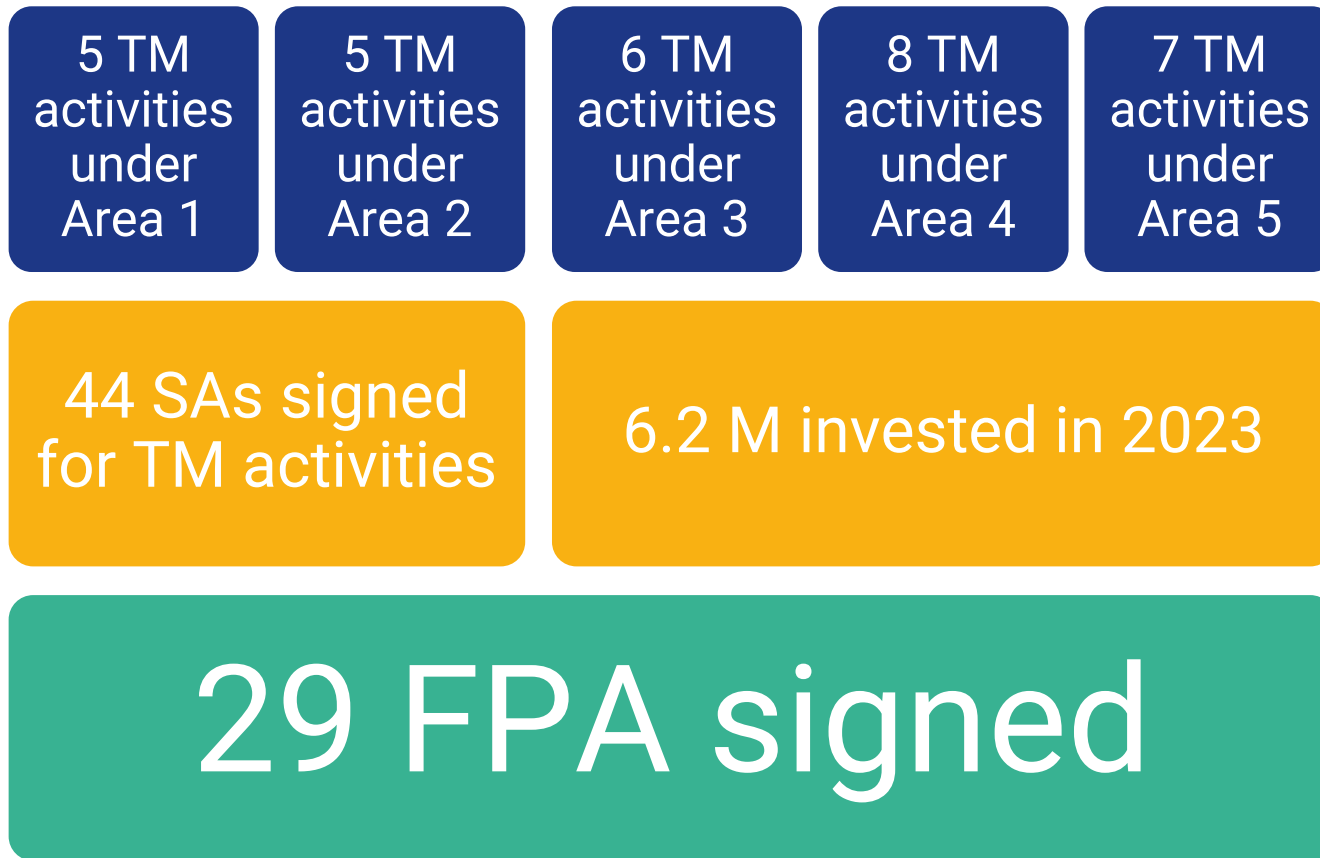 5 TM
activities
under
Area 1
5 TM
activities
under
Area 2
6 TM
activities
under
Area 3
8 TM
activities
under
Area 4
7 TM
activities
under
Area 5
44 SAs signed
for TM activities
6.2 M invested in 2023
29 FPA signed